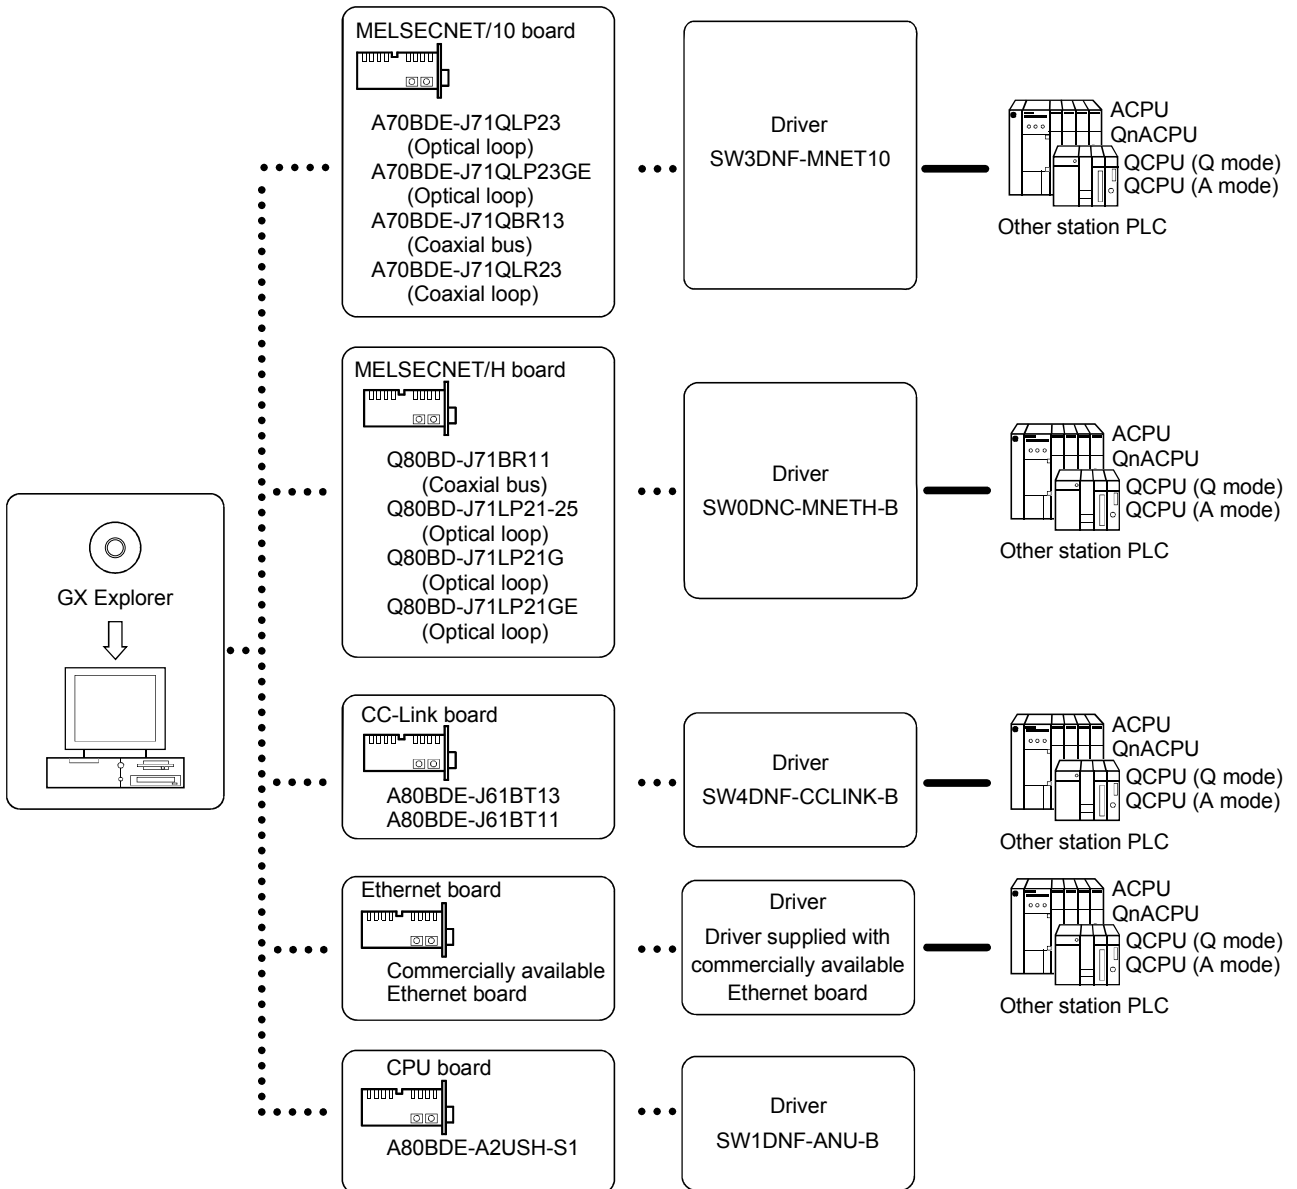 MELSECNET/10 board
A70BDE-J71QLP23
(Optical loop)
A70BDE-J71QLP23GE
(Optical loop)
A70BDE-J71QBR13
(Coaxial bus)
A70BDE-J71QLR23
(Coaxial loop)
Driver
SW3DNF-MNET10
ACPU
QnACPU
QCPU (Q mode)
QCPU (A mode)
Other station PLC
MELSECNET/H board
Q80BD-J71BR11
(Coaxial bus)
Q80BD-J71LP21-25
(Optical loop)
Q80BD-J71LP21G
(Optical loop)
Q80BD-J71LP21GE
(Optical loop)
Driver
SW0DNC-MNETH-B
ACPU
QnACPU
QCPU (Q mode)
QCPU (A mode)
Other station PLC
GX Explorer
CC-Link board
A80BDE-J61BT13
A80BDE-J61BT11
Driver
SW4DNF-CCLINK-B
ACPU
QnACPU
QCPU (Q mode)
QCPU (A mode)
Other station PLC
Ethernet board
Commercially available
Ethernet board
Driver
Driver supplied with
commercially available
Ethernet board
ACPU
QnACPU
QCPU (Q mode)
QCPU (A mode)
Other station PLC
CPU board
A80BDE-A2USH-S1
Driver
SW1DNF-ANU-B